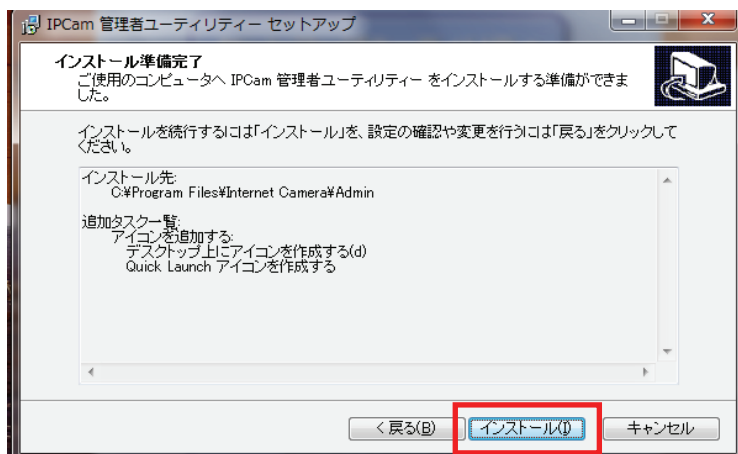 IPCam 管理者ユーティリティー セットアップ
インストール準備完了
ご使用のコンピュータへ IPCam 管理者ユーティリティー をインストールする準備ができま
した。
インストールを続行するには「インストール」を、設定の確認や変更を行うには「戻る」をクリックして
ください。
インストール先:
C:¥Program Files¥Internet Camera¥Admin
追加タスク一覧:
アイコンを追加する:
デスクトップ上にアイコンを作成する(d)
Quick Launch アイコンを作成する
< 戻る(B)
インストール(I)
キャンセル